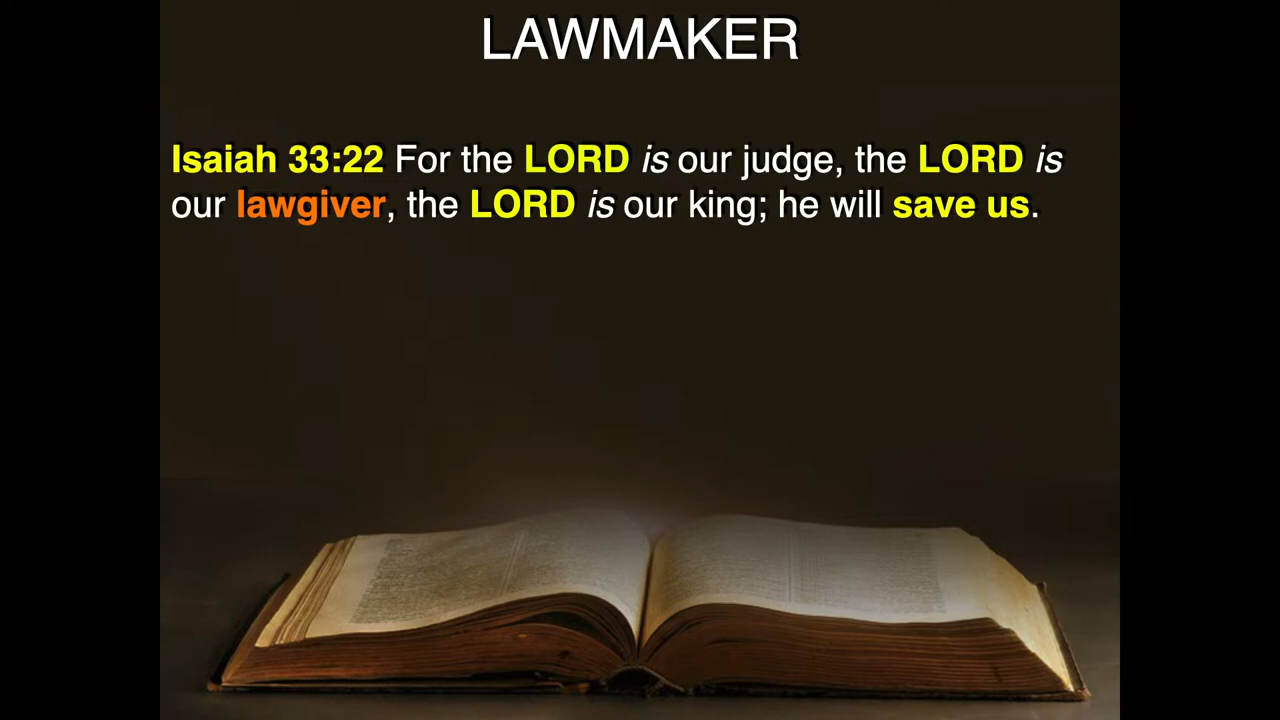 LAWMAKER
Isaiah 33:22 For the LORD is our judge, the LORD is
our lawgiver, the LORD is our king; he will save us.